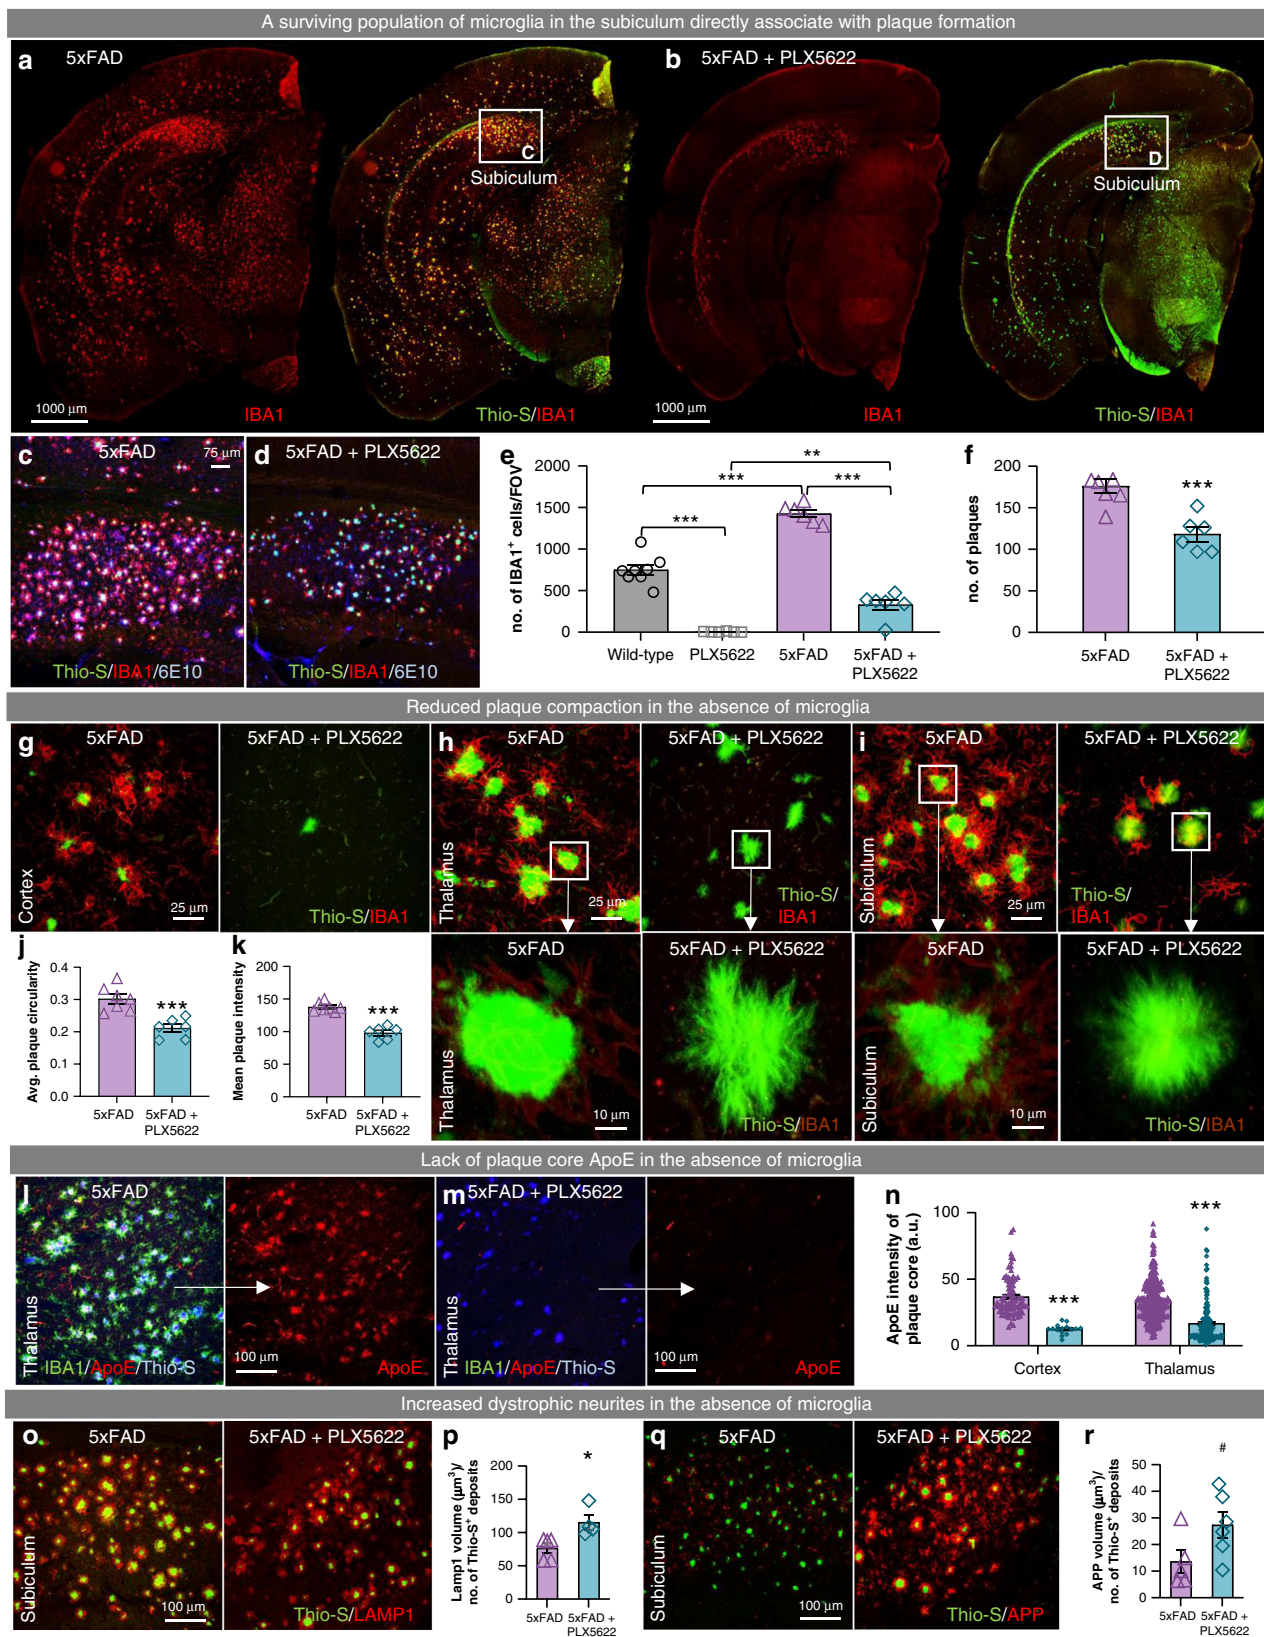 A surviving population of microglia in the subiculum directly associate with plaque formation
a 5xFAD
b 5xFAD + PLX5622
C
Subiculum
D
Subiculum
1000 µm
IBA1
Thio-S/IBA1
1000 µm
IBA1
Thio-S/IBA1
c 5xFAD
75 µm
Thio-S/IBA1/6E10
d 5xFAD + PLX5622
Thio-S/IBA1/6E10
e
no. of IBA1+ cells/FOV
2000
1500
1000
500
0
***
***
**
***
Wild-type
PLX5622
5xFAD
5xFAD +
PLX5622
f
no. of plaques
200
150
100
50
0
***
5xFAD
5xFAD +
PLX5622
Reduced plaque compaction in the absence of microglia
g 5xFAD
Cortex
25 µm
5xFAD + PLX5622
Thio-S/IBA1
h 5xFAD
Thalamus
25 µm
5xFAD + PLX5622
Thio-S/
IBA1
i 5xFAD
Subiculum
25 µm
5xFAD + PLX5622
Thio-S/
IBA1
j
Avg. plaque circularity
0.4
0.3
0.2
0.1
0.0
***
5xFAD
5xFAD +
PLX5622
k
Mean plaque intensity
200
150
100
50
0
***
5xFAD
5xFAD +
PLX5622
5xFAD
Thalamus
10 µm
5xFAD + PLX5622
Thio-S/IBA1
5xFAD
Subiculum
10 µm
5xFAD + PLX5622
Thio-S/IBA1
Lack of plaque core ApoE in the absence of microglia
l 5xFAD
Thalamus
IBA1/ApoE/Thio-S
100 µm
ApoE
m 5xFAD + PLX5622
Thalamus
IBA1/ApoE/Thio-S
100 µm
ApoE
n
ApoE intensity of
plaque core (a.u.)
100
50
0
***
***
Cortex
Thalamus
Increased dystrophic neurites in the absence of microglia
o 5xFAD
Subiculum
100 µm
5xFAD + PLX5622
Thio-S/LAMP1
p
Lamp1 volume (µm3)/
no. of Thio-S+ deposits
200
150
100
50
0
*
5xFAD
5xFAD +
PLX5622
q 5xFAD
Subiculum
100 µm
5xFAD + PLX5622
Thio-S/APP
r
APP volume (µm3)/
no. of Thio-S+ deposits
50
40
30
20
10
0
#
5xFAD
5xFAD +
PLX5622